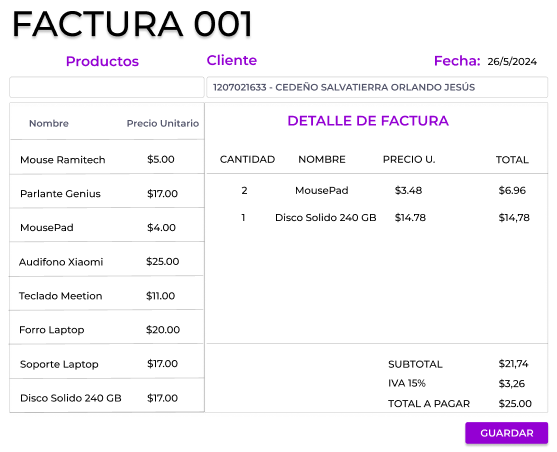 FACTURA 001
Productos Cliente Fecha: 26/5/2024
1207021633 - CEDEÑO SALVATIERRA ORLANDO JESÚS
Nombre Precio Unitario
Mouse Ramitech $5.00
Parlante Genius $17.00
MousePad $4.00
Audifono Xiaomi $25.00
Teclado Meetion $11.00
Forro Laptop $20.00
Soporte Laptop $17.00
Disco Solido 240 GB $17.00
DETALLE DE FACTURA
CANTIDAD NOMBRE PRECIO U. TOTAL
2 MousePad $3.48 $6.96
1 Disco Solido 240 GB $14.78 $14,78
SUBTOTAL $21,74
IVA 15% $3,26
TOTAL A PAGAR $25.00
GUARDAR